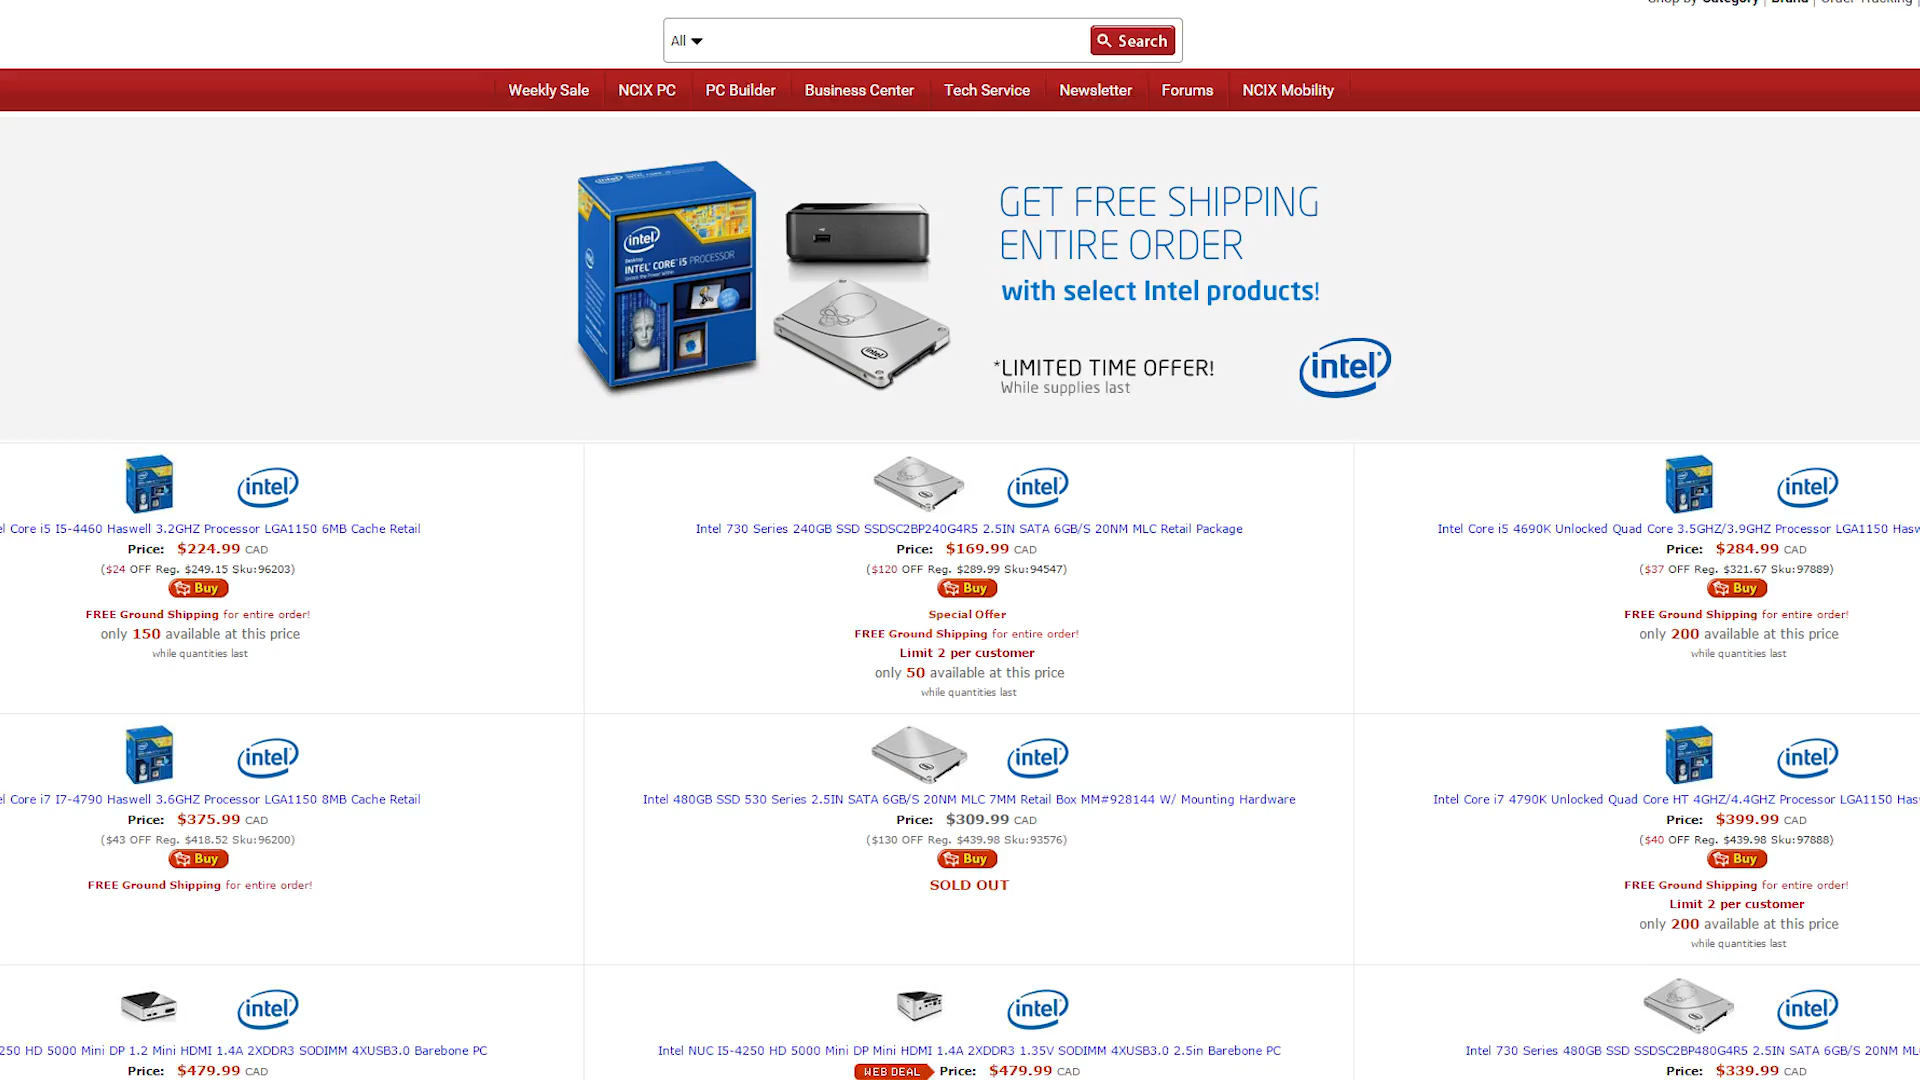 Shop by Category | Brand | Order Tracking |
All
Search
Weekly Sale
NCIX PC
PC Builder
Business Center
Tech Service
Newsletter
Forums
NCIX Mobility
intel
Desktop
INTEL® CORE™ i5 PROCESSOR
intel
GET FREE SHIPPING
ENTIRE ORDER
with select Intel products!
*LIMITED TIME OFFER!
While supplies last
intel
intel
el Core i5 I5-4460 Haswell 3.2GHZ Processor LGA1150 6MB Cache Retail
Price: $224.99 CAD
($24 OFF Reg. $249.15 Sku:96203)
Buy
FREE Ground Shipping for entire order!
only 150 available at this price
while quantities last
intel
Intel 730 Series 240GB SSD SSDSC2BP240G4R5 2.5IN SATA 6GB/S 20NM MLC Retail Package
Price: $169.99 CAD
($120 OFF Reg. $289.99 Sku:94547)
Buy
Special Offer
FREE Ground Shipping for entire order!
Limit 2 per customer
only 50 available at this price
while quantities last
intel
Intel Core i5 4690K Unlocked Quad Core 3.5GHZ/3.9GHZ Processor LGA1150 Hasw
Price: $284.99 CAD
($37 OFF Reg. $321.67 Sku:97889)
Buy
FREE Ground Shipping for entire order!
only 200 available at this price
while quantities last
intel
el Core i7 I7-4790 Haswell 3.6GHZ Processor LGA1150 8MB Cache Retail
Price: $375.99 CAD
($43 OFF Reg. $418.52 Sku:96200)
Buy
FREE Ground Shipping for entire order!
intel
Intel 480GB SSD 530 Series 2.5IN SATA 6GB/S 20NM MLC 7MM Retail Box MM#928144 W/ Mounting Hardware
Price: $309.99 CAD
($130 OFF Reg. $439.98 Sku:93576)
Buy
SOLD OUT
intel
Intel Core i7 4790K Unlocked Quad Core HT 4GHZ/4.4GHZ Processor LGA1150 Has
Price: $399.99 CAD
($40 OFF Reg. $439.98 Sku:97888)
Buy
FREE Ground Shipping for entire order!
Limit 2 per customer
only 200 available at this price
while quantities last
intel
250 HD 5000 Mini DP 1.2 Mini HDMI 1.4A 2XDDR3 SODIMM 4XUSB3.0 Barebone PC
Price: $479.99 CAD
intel
Intel NUC I5-4250 HD 5000 Mini DP Mini HDMI 1.4A 2XDDR3 1.35V SODIMM 4XUSB3.0 2.5in Barebone PC
WEB DEAL Price: $479.99 CAD
intel
Intel 730 Series 480GB SSD SSDSC2BP480G4R5 2.5IN SATA 6GB/S 20NM ML
Price: $339.99 CAD